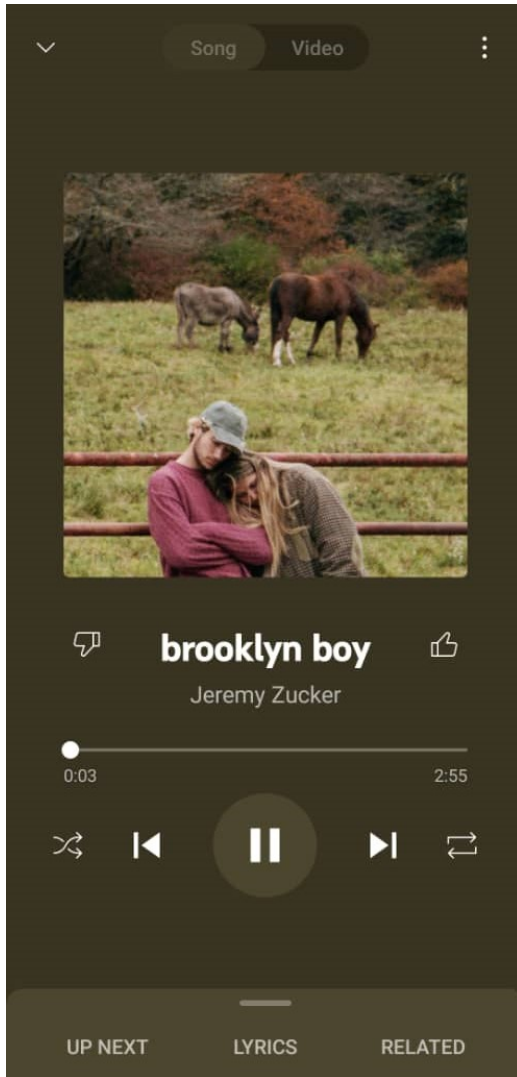 Song Video
brooklyn boy
Jeremy Zucker
0:03 2:55
UP NEXT LYRICS RELATED